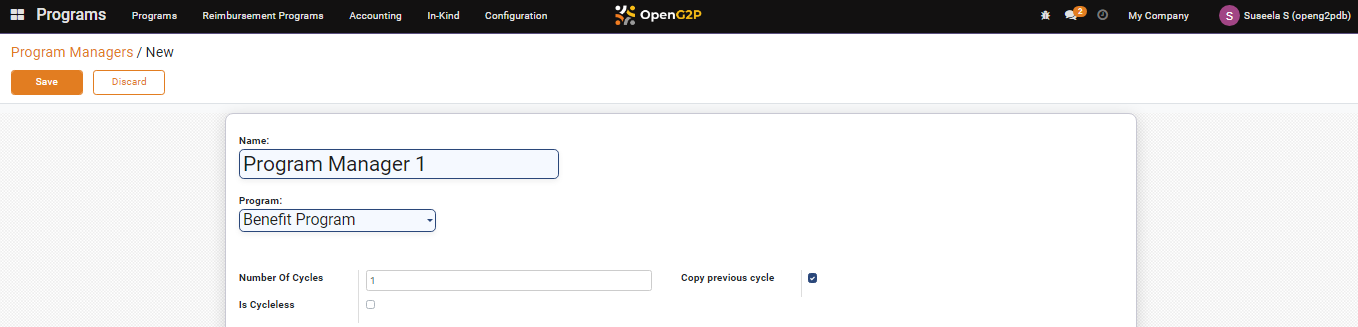 Programs Programs Reimbursement Programs Accounting In-Kind Configuration OpenG2P 2 My Company S Suseela S (openg2pdb)
Program Managers / New
Save Discard
Name:
Program Manager 1
Program:
Benefit Program
Number Of Cycles 1 Copy previous cycle
Is Cycleless